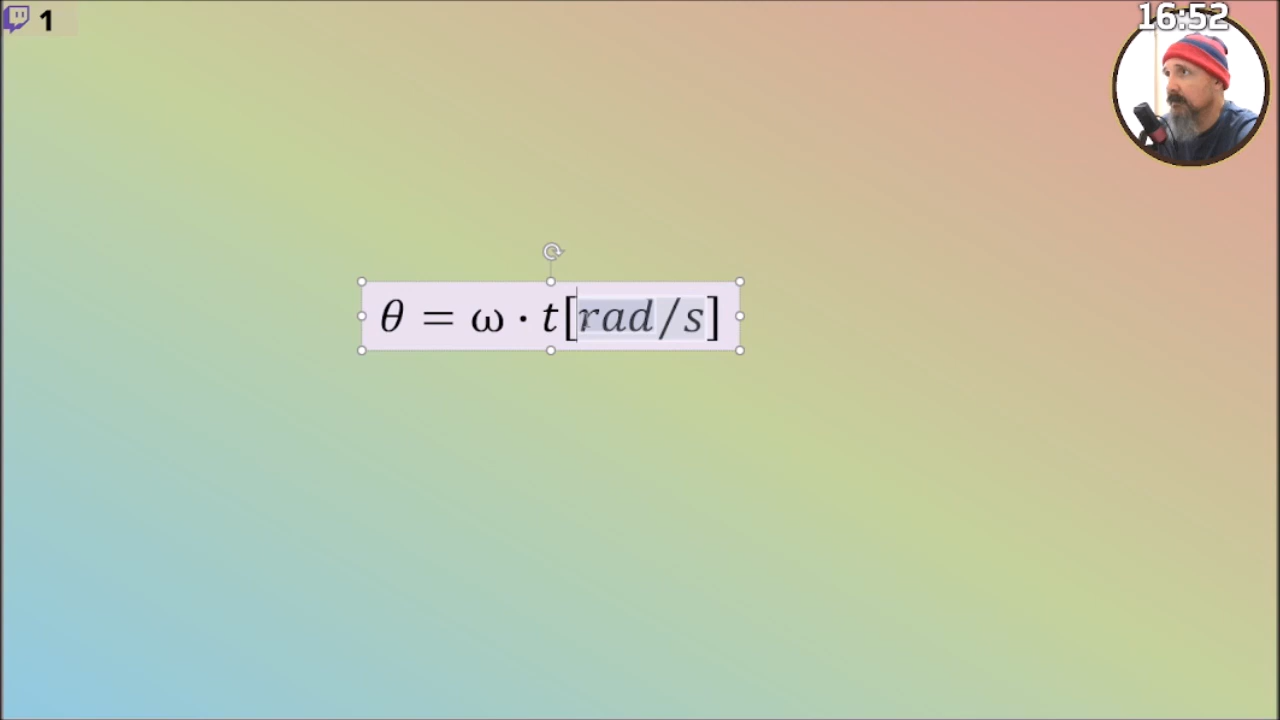 1
16:52
θ = ω · t[rad/s]